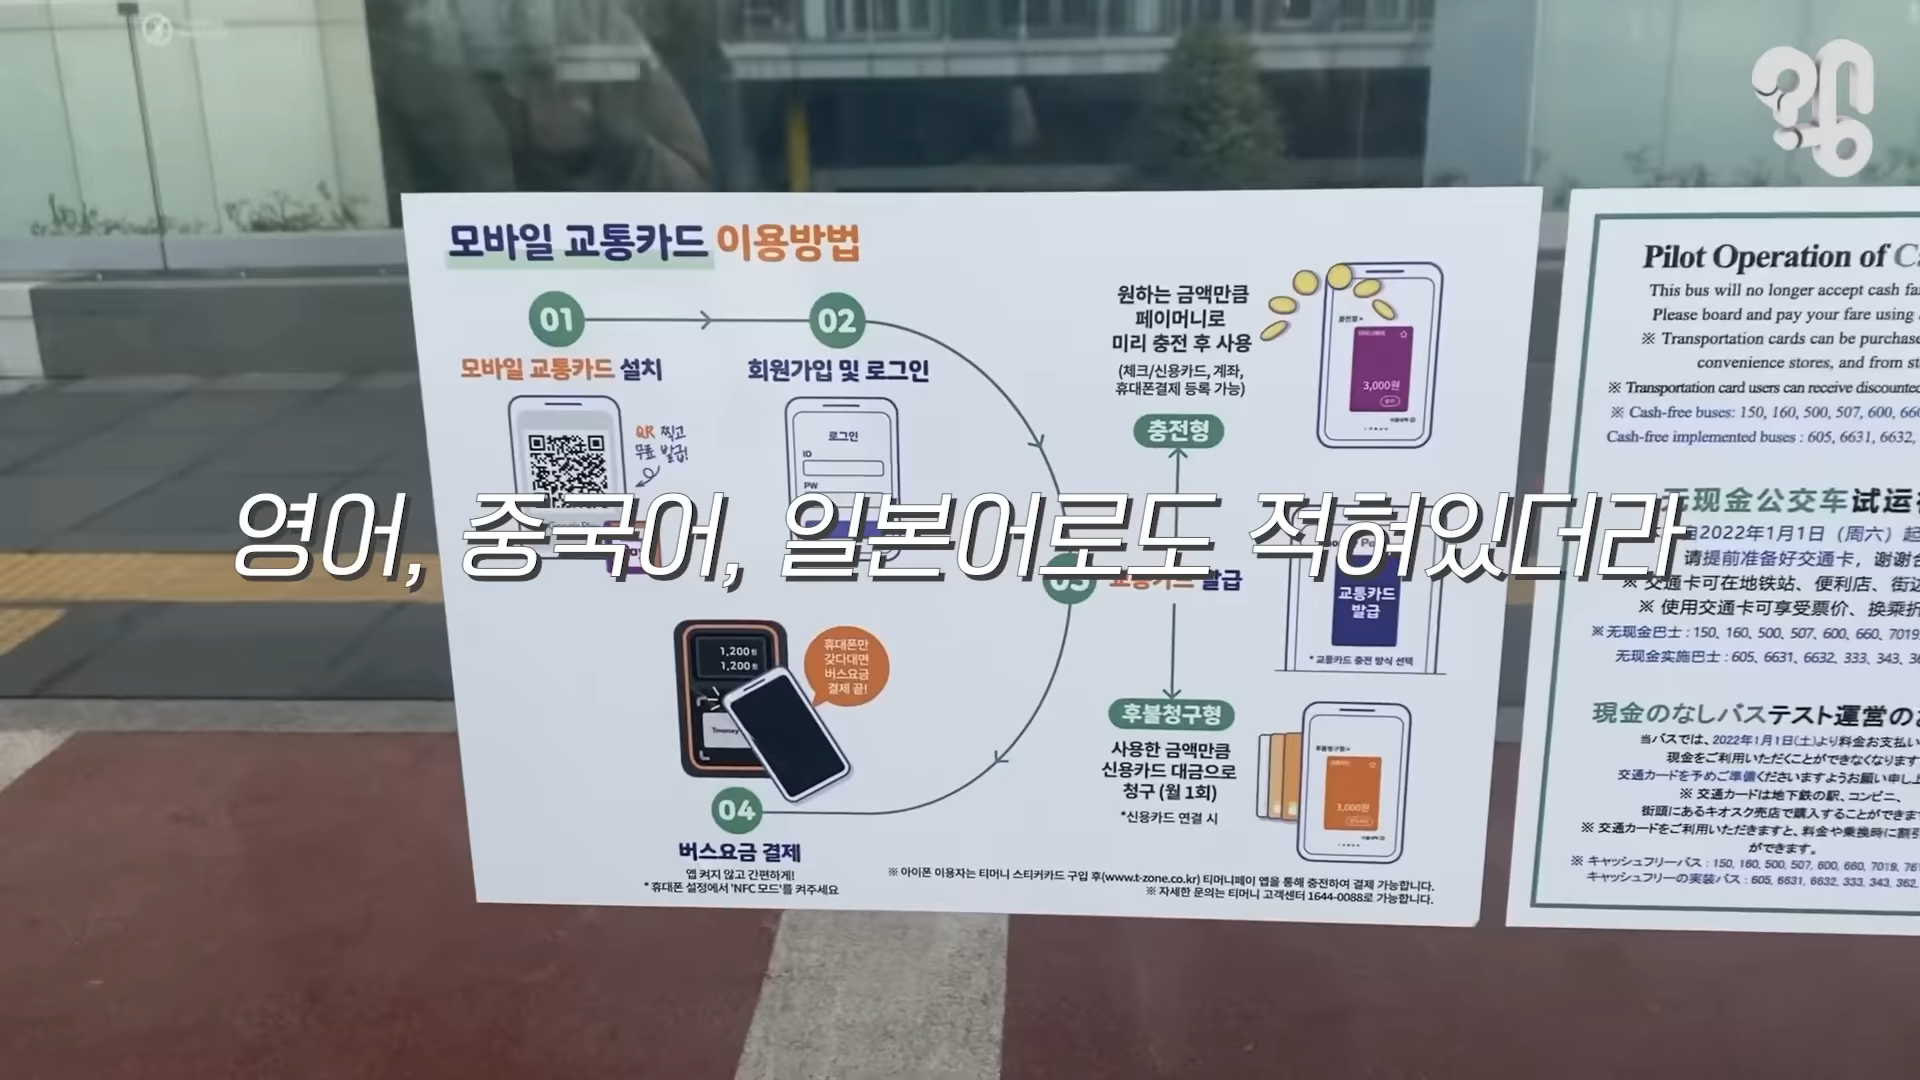 모바일 교통카드 이용방법
01
02
모바일 교통카드 설치
회원가입 및 로그인
QR 찍고
무료 발급!
로그인
ID
PW
원하는 금액만큼
페이머니로
미리 충전 후 사용
(체크/신용카드, 계좌,
휴대폰결제 등록 가능)
3,000원
충전형
영어, 중국어, 일본어로도 적혀있더라
발급
교통카드
발급
* 교통카드 충전 방식 선택
후불청구형
사용한 금액만큼
신용카드 대금으로
청구 (월 1회)
*신용카드 연결 시
3,000원
1,200원
1,200원
휴대폰만
갖다대면
버스요금
결제 끝!
Tmoney
04
버스요금 결제
앱 켜지 않고 간편하게!
* 휴대폰 설정에서 'NFC 모드'를 켜주세요
※ 아이폰 이용자는 티머니 스티커카드 구입 후(www.t-zone.co.kr) 티머니페이 앱을 통해 충전하여 결제 가능합니다.
※ 자세한 문의는 티머니 고객센터 1644-0088로 가능합니다.
Pilot Operation of
This bus will no longer accept cash
Please board and pay your fare using
※ Transportation cards can be
convenience stores, and from
※ Transportation card users can receive discounted
※ Cash-free buses: 150, 160, 500, 507, 600,
Cash-free implemented buses : 605, 6631, 6632,
无现金公交车试运
自2022年1月1日（周六）起
请提前准备好交通卡，谢谢
※ 交通卡可在地铁站、便利店、街
※ 使用交通卡可享受票价、换乘
※无现金巴士 : 150、160、500、507、600、660、7019、
无现金实施巴士 : 605、6631、6632、333、343、
現金のなしバステスト運営の
当バスでは、2022年1月1日(土)より料金お支払い
現金をご利用いただくことができなくなります
交通カードを予めご準備くださいますようお願い申し
※ 交通カードは地下鉄の駅、コンビニ、
街頭にあるキオスク売店で購入することができます
※ 交通カードをご利用いただきますと、料金や乗換時に割引
ができます。
※ キャッシュフリーバス : 150, 160, 500, 507, 600, 660, 7019,
キャッシュフリーの実装バス : 605, 6631, 6632, 333, 343, 362,